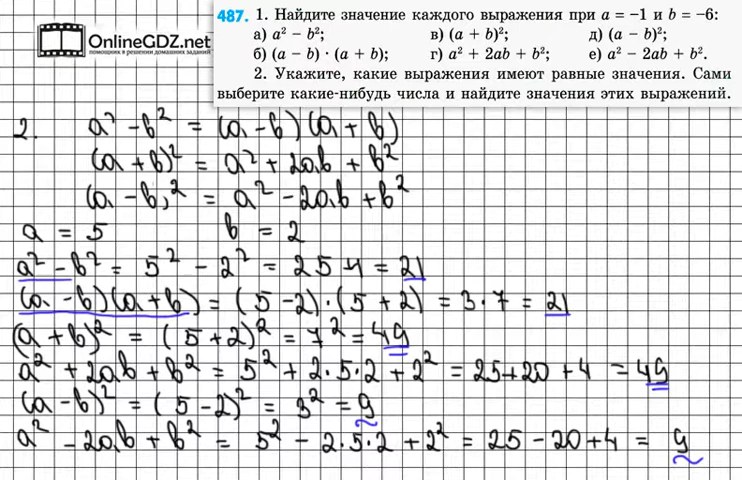 OnlineGDZ.net
помощник в решении домашних заданий
487. 1. Найдите значение каждого выражения при a = −1 и b = −6:
а) a² − b²; в) (a + b)²; д) (a − b)²;
б) (a − b) · (a + b); г) a² + 2ab + b²; е) a² − 2ab + b².
2. Укажите, какие выражения имеют равные значения. Сами
выберите какие-нибудь числа и найдите значения этих выражений.
2. a² − b² = (a − b)(a + b)
(a + b)² = a² + 2ab + b²
(a − b)² = a² − 2ab + b²
a = 5 b = 2
a² − b² = 5² − 2² = 25 - 4 = 21
(a − b)(a + b) = (5 − 2) · (5 + 2) = 3 · 7 = 21
(a + b)² = (5 + 2)² = 7² = 49
a² + 2ab + b² = 5² + 2 · 5 · 2 + 2² = 25 + 20 + 4 = 49
(a − b)² = (5 − 2)² = 3² = 9
a² − 2ab + b² = 5² − 2 · 5 · 2 + 2² = 25 − 20 + 4 = 9